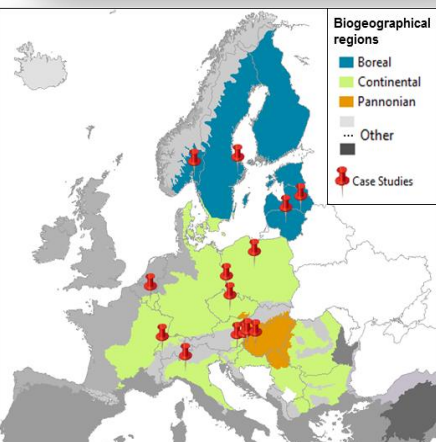 Biogeographical
regions
Boreal
Continental
Pannonian
Other
Case Studies